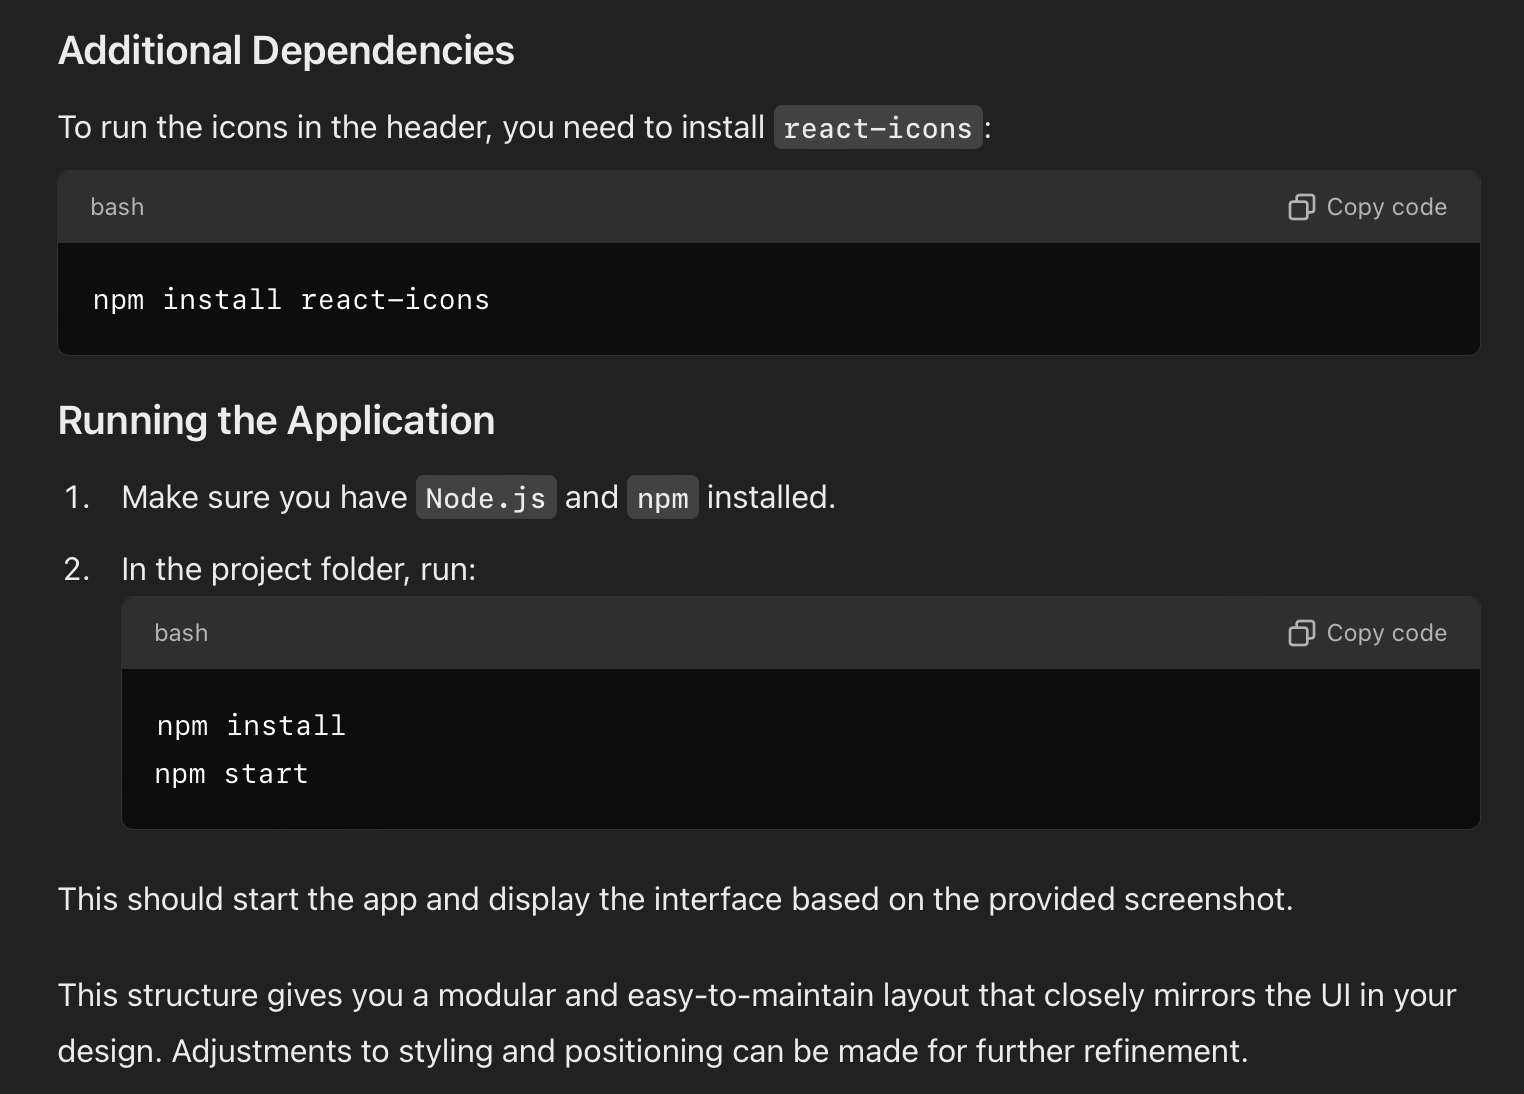 Additional Dependencies
To run the icons in the header, you need to install react-icons:
bash
Copy code
npm install react-icons
Running the Application
1. Make sure you have Node.js and npm installed.
2. In the project folder, run:
bash
Copy code
npm install
npm start
This should start the app and display the interface based on the provided screenshot.
This structure gives you a modular and easy-to-maintain layout that closely mirrors the UI in your
design. Adjustments to styling and positioning can be made for further refinement.